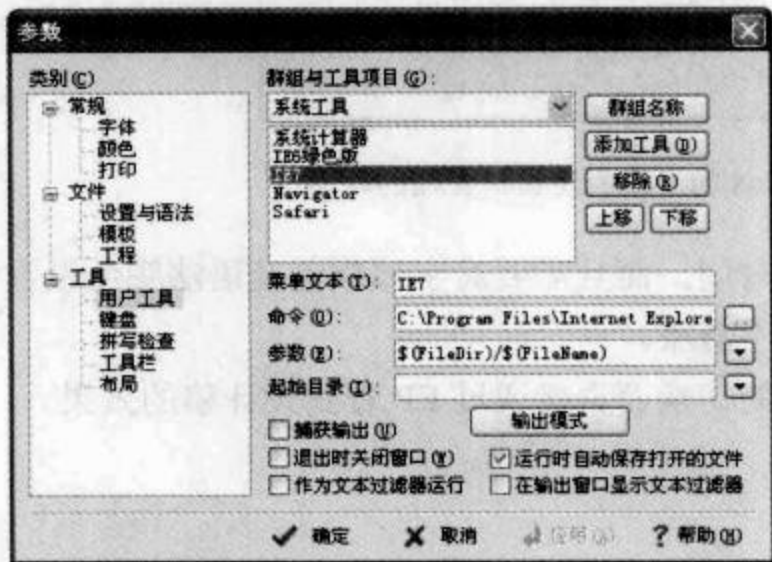 参数
类别(C)
常规
字体
颜色
打印
文件
设置与语法
模板
工程
工具
用户工具
键盘
拼写检查
工具栏
布局
群组与工具项目(G):
系统工具
群组名称
系统计算器
IE6绿色版
IE7
Navigator
Safari
添加工具(D)
移除(R)
上移 下移
菜单文本(T): IE7
命令(O): C:\Program Files\Internet Explore ...
参数(E): $(FileDir)/$(FileName)
起始目录(I):
捕获输出(U) 输出模式
退出时关闭窗口(W) 运行时自动保存打开的文件
作为文本过滤器运行 在输出窗口显示文本过滤器
确定 取消 应用(A) ? 帮助(H)